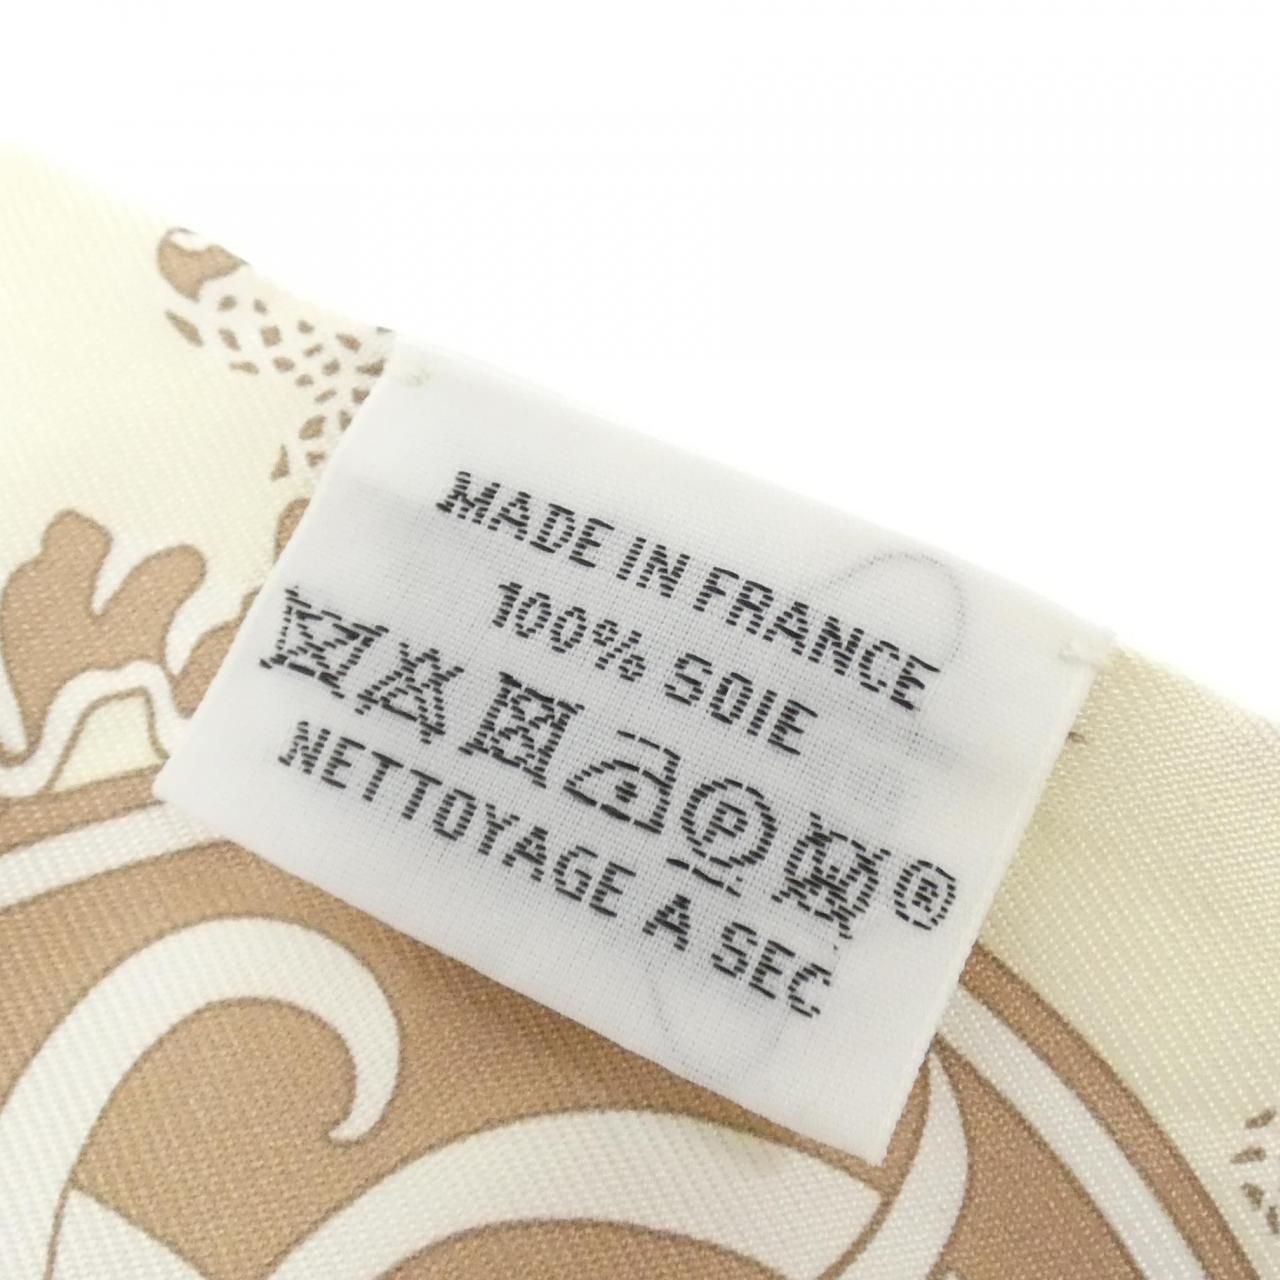 MADE IN FRANCE
100% SOIE
P ®
NETTOYAGE A SEC